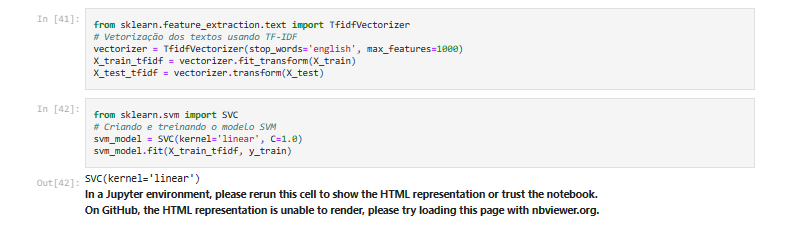 In [41]:
from sklearn.feature_extraction.text import TfidfVectorizer
# Vetorização dos textos usando TF-IDF
vectorizer = TfidfVectorizer(stop_words='english', max_features=1000)
X_train_tfidf = vectorizer.fit_transform(X_train)
X_test_tfidf = vectorizer.transform(X_test)
In [42]:
from sklearn.svm import SVC
# Criando e treinando o modelo SVM
svm_model = SVC(kernel='linear', C=1.0)
svm_model.fit(X_train_tfidf, y_train)
Out[42]:
SVC(kernel='linear')
In a Jupyter environment, please rerun this cell to show the HTML representation or trust the notebook.
On GitHub, the HTML representation is unable to render, please try loading this page with nbviewer.org.